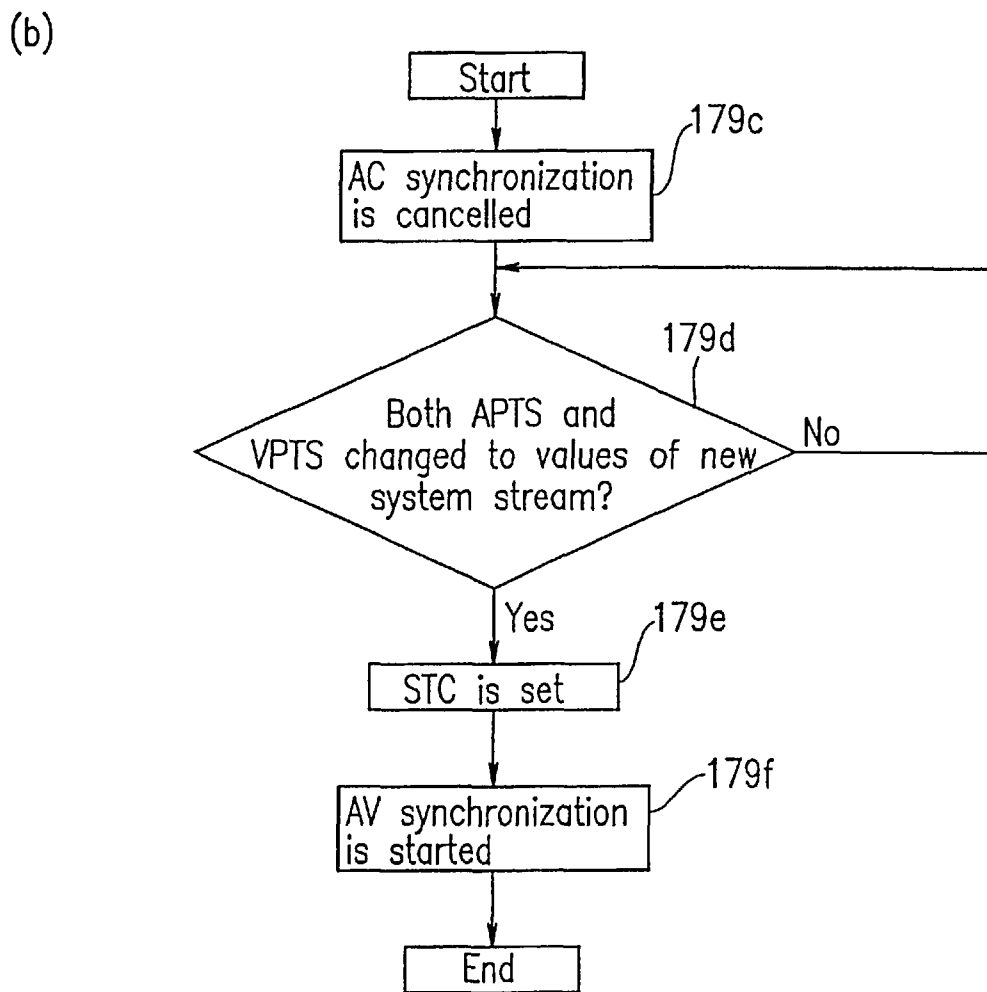 (b)
Start
179c
AC synchronization
is cancelled
179d
Both APTS and
VPTS changed to values of new
system stream?
No
Yes
179e
STC is set
179f
AV synchronization
is started
End